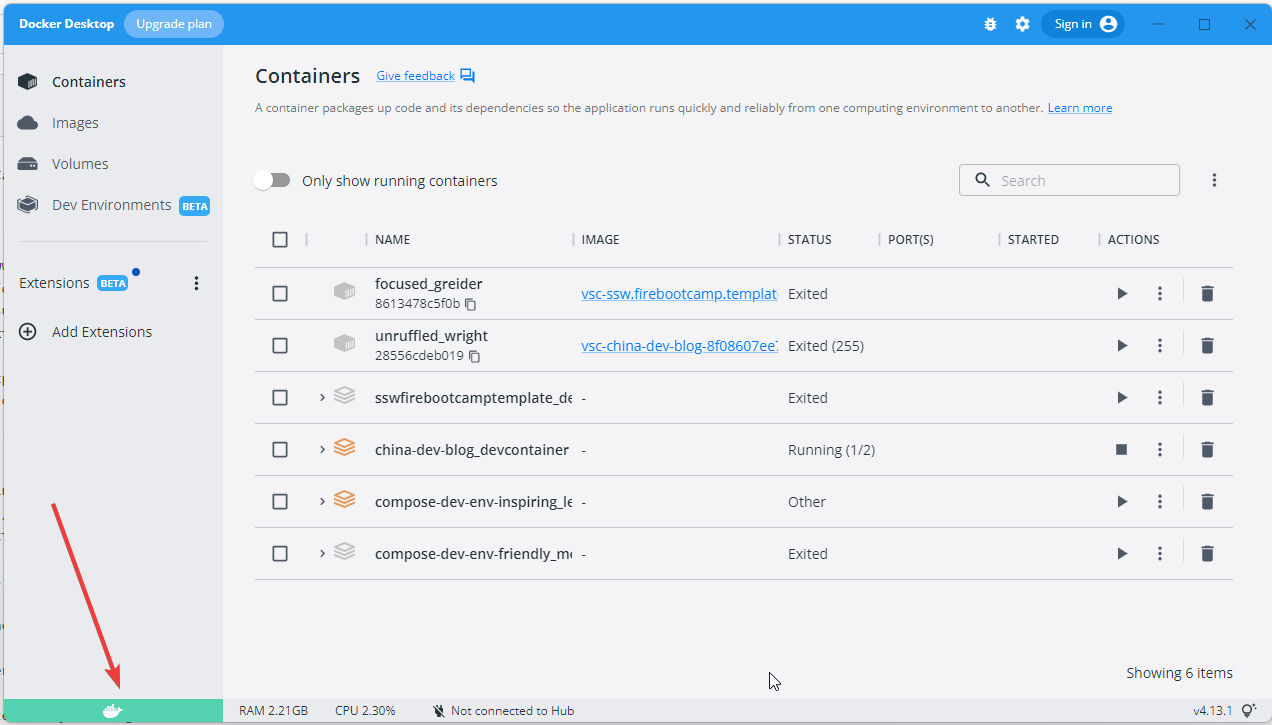 Docker Desktop Upgrade plan Sign in
Containers
Images
Volumes
Dev Environments BETA
Extensions BETA
Add Extensions
Containers Give feedback
A container packages up code and its dependencies so the application runs quickly and reliably from one computing environment to another. Learn more
Only show running containers Search
NAME IMAGE STATUS PORT(S) STARTED ACTIONS
focused_greider
8613478c5f0b vsc-ssw.firebootcamp.templat Exited
unruffled_wright
28556cdeb019 vsc-china-dev-blog-8f08607ee7 Exited (255)
sswfirebootcamptemplate_de - Exited
china-dev-blog_devcontainer - Running (1/2)
compose-dev-env-inspiring_le - Other
compose-dev-env-friendly_mc - Exited
Showing 6 items
RAM 2.21GB CPU 2.30% Not connected to Hub v4.13.1